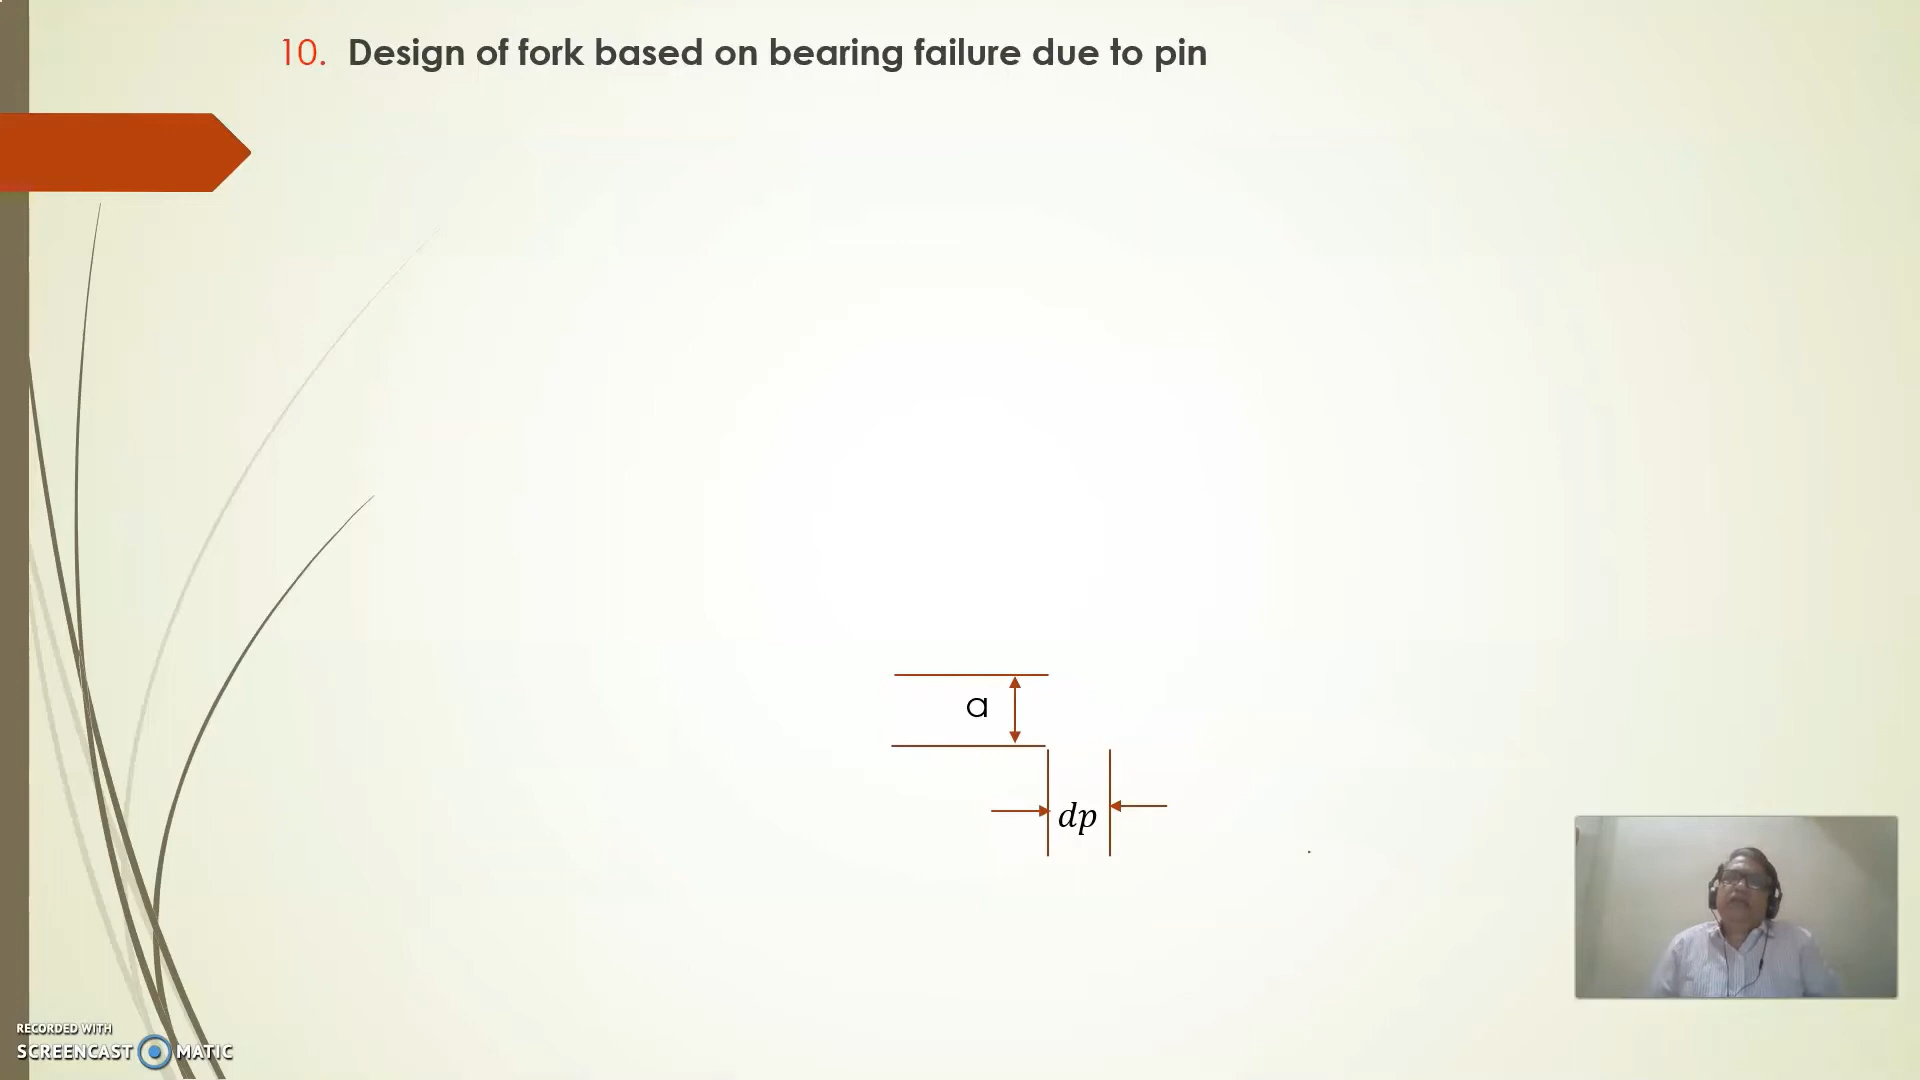 10. Design of fork based on bearing failure due to pin
a
dp
RECORDED WITH
SCREENCAST MATIC